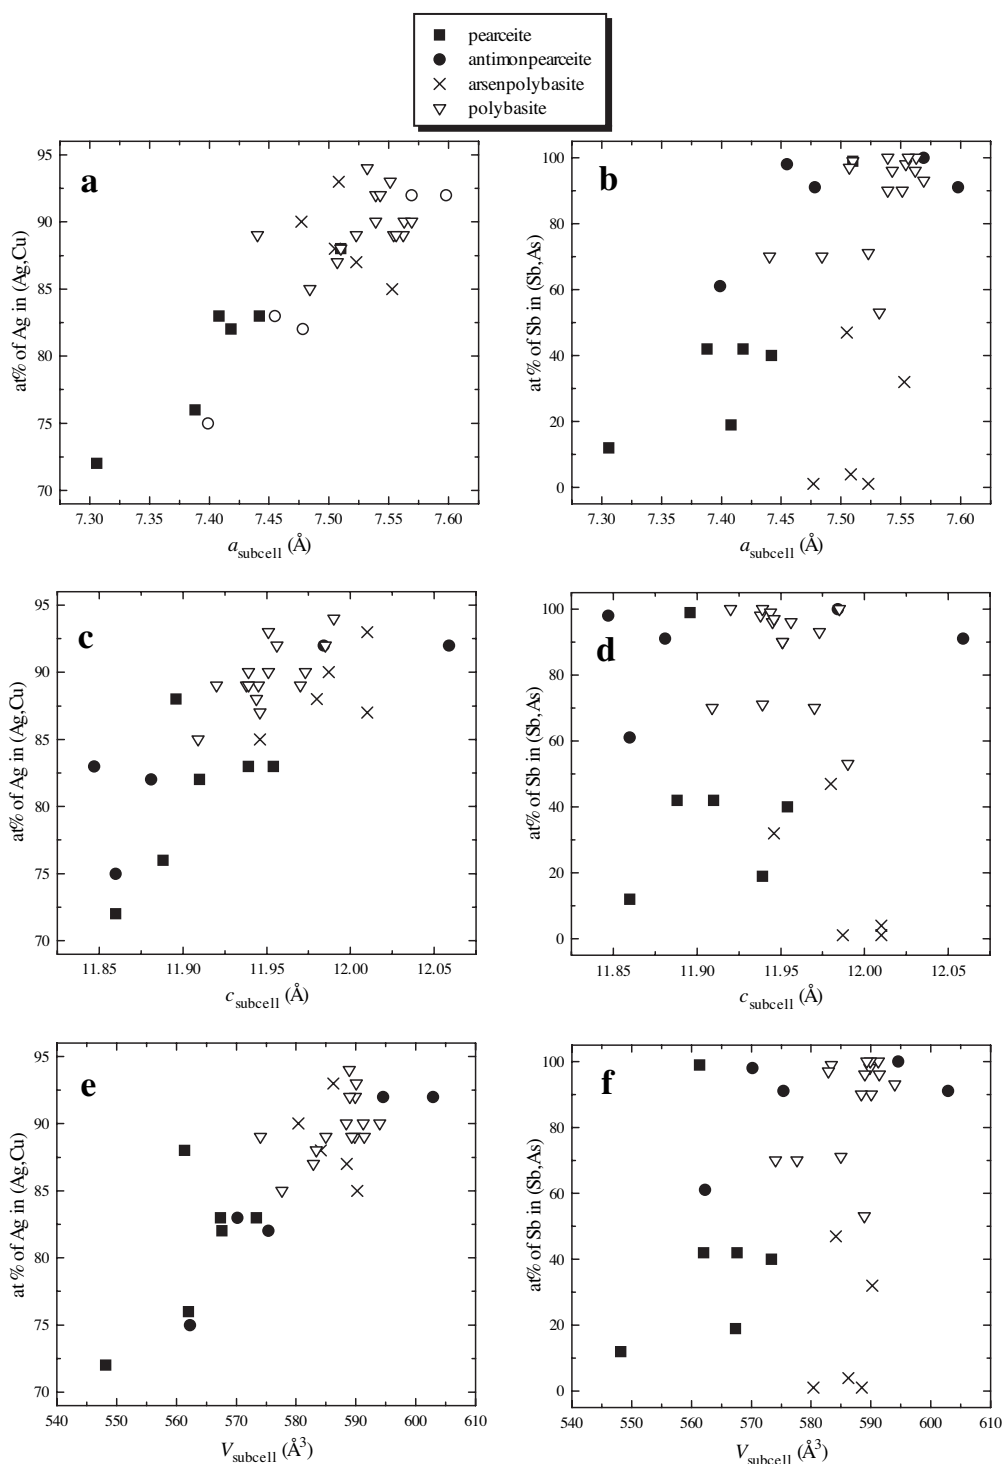 pearceite
antimonpearceite
arsenpolybasite
polybasite
a
at% of Ag in (Ag,Cu)
95
90
85
80
75
70
7.30 7.35 7.40 7.45 7.50 7.55 7.60
a subcell (Å)
b
at% of Sb in (Sb,As)
100
80
60
40
20
0
7.30 7.35 7.40 7.45 7.50 7.55 7.60
a subcell (Å)
c
at% of Ag in (Ag,Cu)
95
90
85
80
75
70
11.85 11.90 11.95 12.00 12.05
c subcell (Å)
d
at% of Sb in (Sb,As)
100
80
60
40
20
0
11.85 11.90 11.95 12.00 12.05
c subcell (Å)
e
at% of Ag in (Ag,Cu)
95
90
85
80
75
70
540 550 560 570 580 590 600 610
V subcell (Å³)
f
at% of Sb in (Sb,As)
100
80
60
40
20
0
540 550 560 570 580 590 600 610
V subcell (Å³)